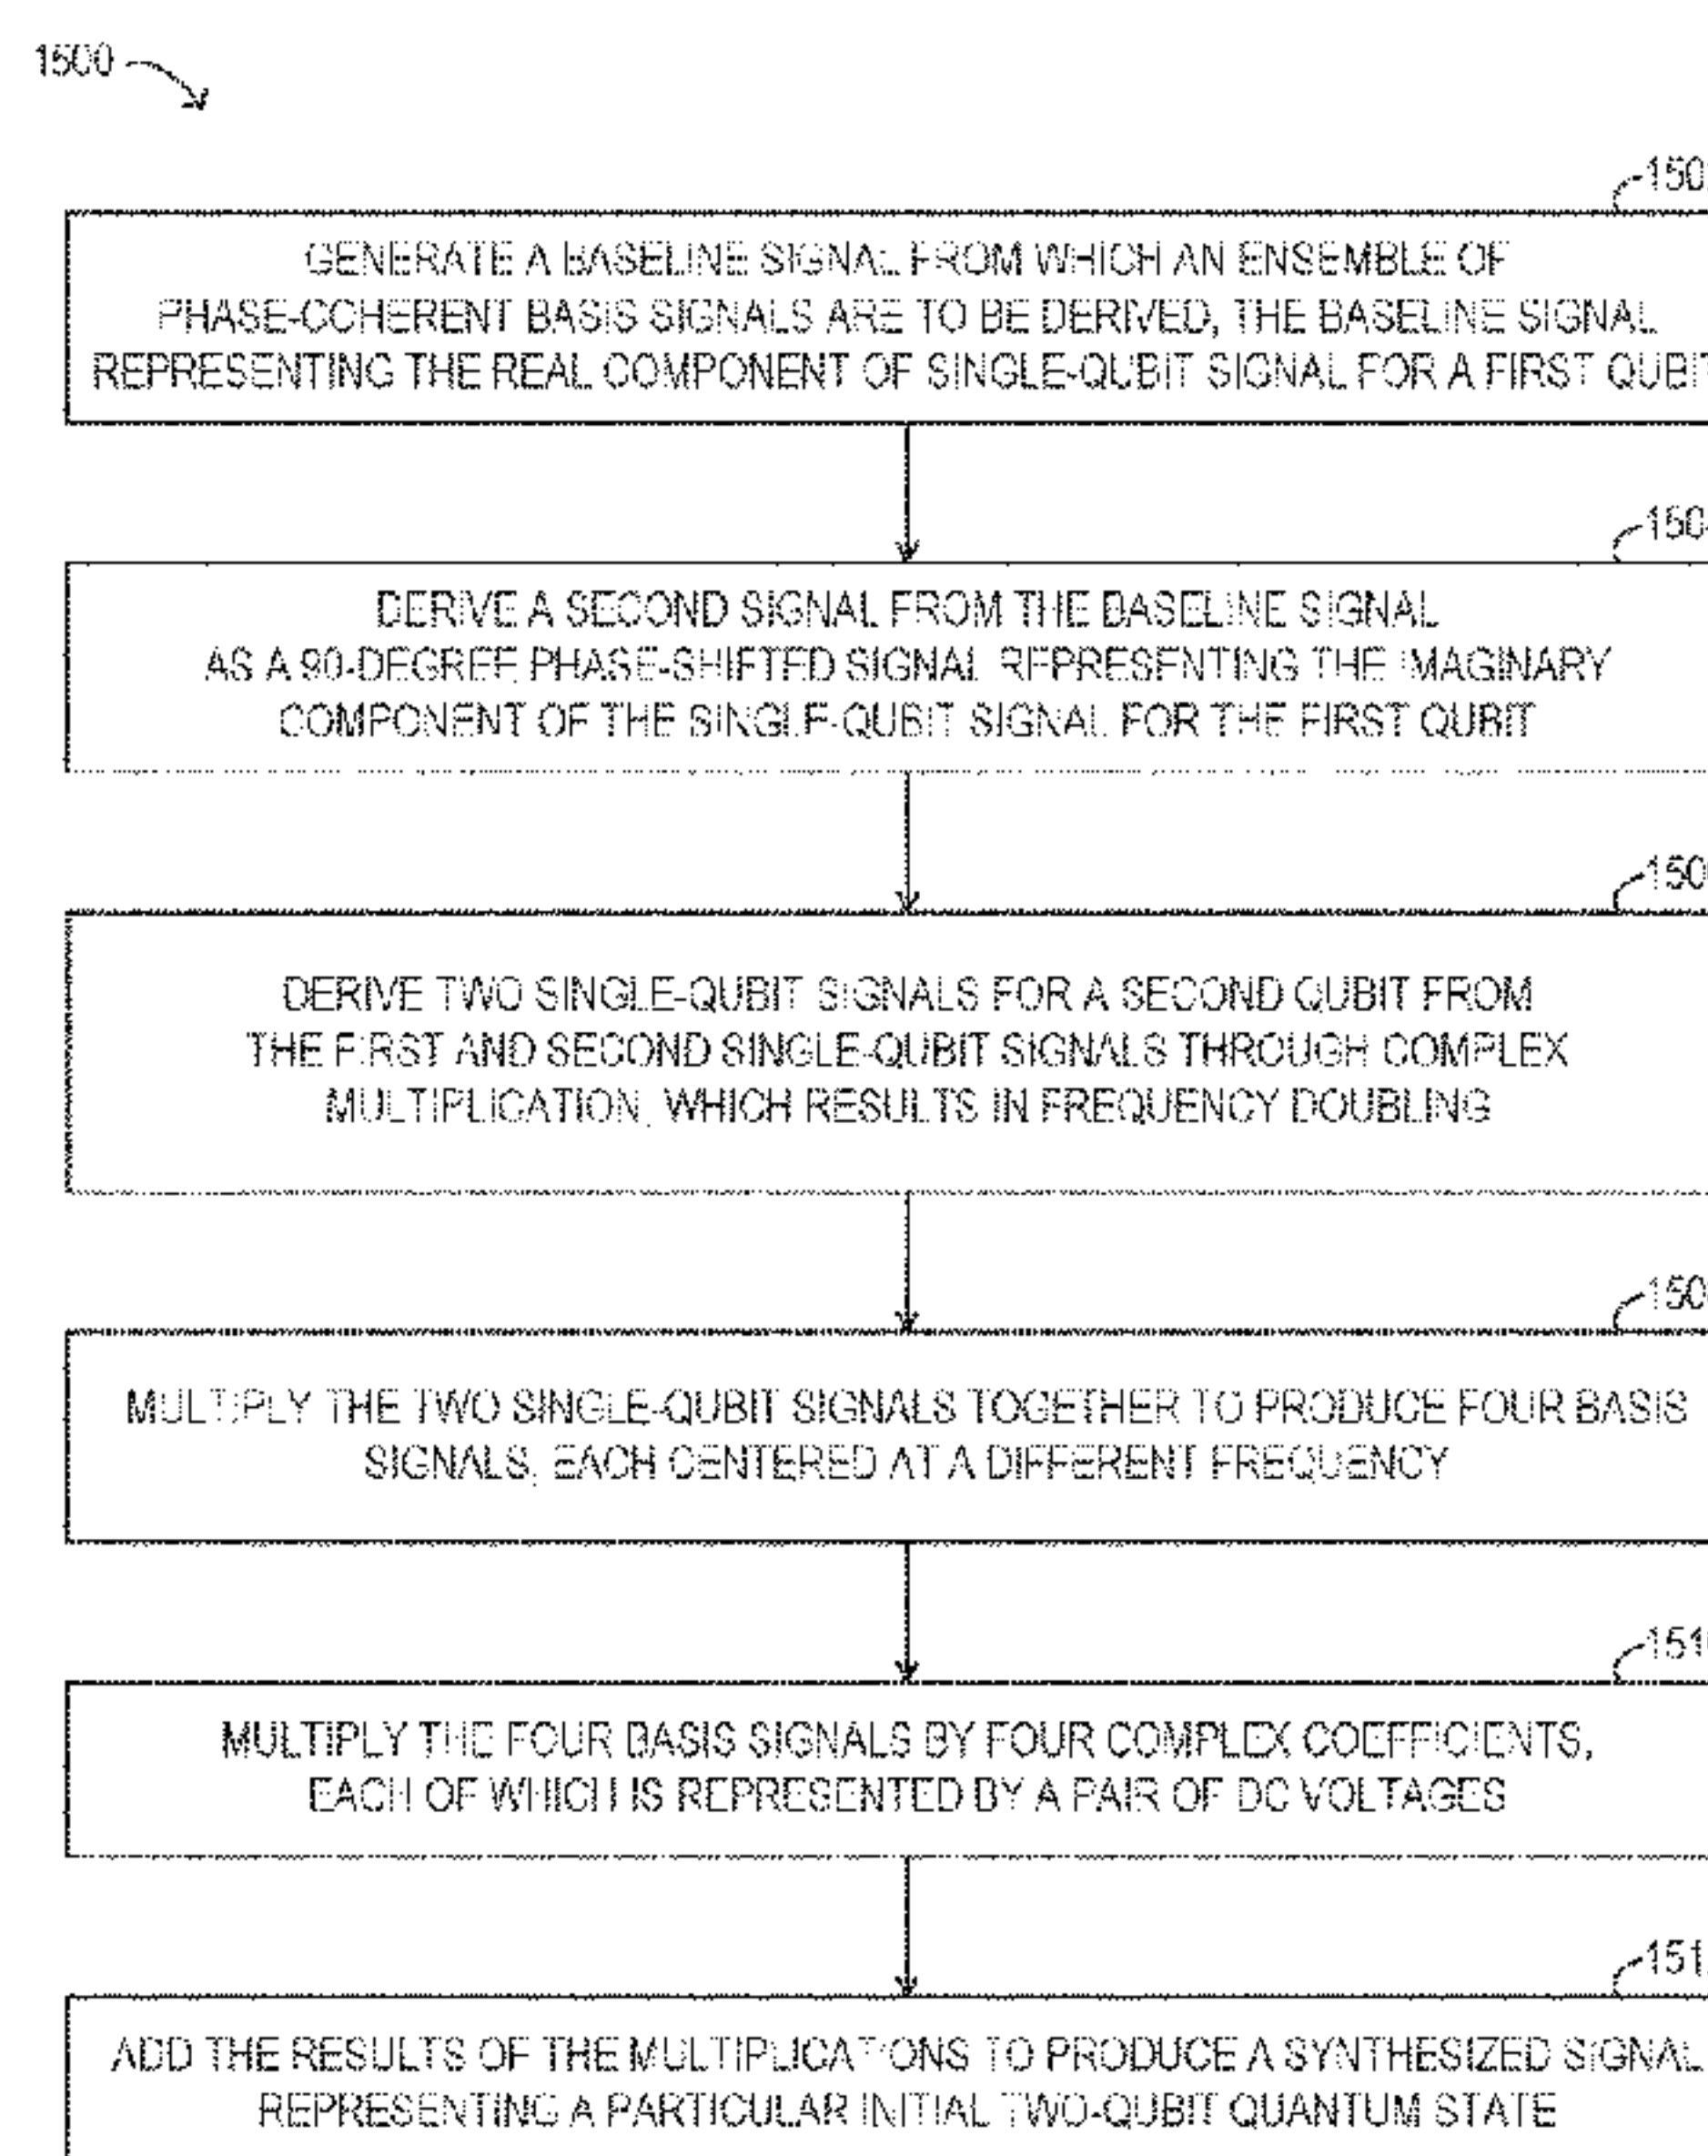 1500
150
GENERATE A BASELINE SIGNAL FROM WHICH AN ENSEMBLE OF
PHASE-COHERENT BASIS SIGNALS ARE TO BE DERIVED, THE BASELINE SIGNAL
REPRESENTING THE REAL COMPONENT OF SINGLE-QUBIT SIGNAL FOR A FIRST QUBIT
150
DERIVE A SECOND SIGNAL FROM THE BASELINE SIGNAL
AS A 90-DEGREE PHASE-SHIFTED SIGNAL REPRESENTING THE IMAGINARY
COMPONENT OF THE SINGLE-QUBIT SIGNAL FOR THE FIRST QUBIT
150
DERIVE TWO SINGLE-QUBIT SIGNALS FOR A SECOND QUBIT FROM
THE FIRST AND SECOND SINGLE-QUBIT SIGNALS THROUGH COMPLEX
MULTIPLICATION, WHICH RESULTS IN FREQUENCY DOUBLING
150
MULTIPLY THE TWO SINGLE-QUBIT SIGNALS TOGETHER TO PRODUCE FOUR BASIS
SIGNALS, EACH CENTERED AT A DIFFERENT FREQUENCY
151
MULTIPLY THE FOUR BASIS SIGNALS BY FOUR COMPLEX COEFFICIENTS,
EACH OF WHICH IS REPRESENTED BY A PAIR OF DC VOLTAGES
151
ADD THE RESULTS OF THE MULTIPLICATIONS TO PRODUCE A SYNTHESIZED SIGNAL
REPRESENTING A PARTICULAR INITIAL TWO-QUBIT QUANTUM STATE